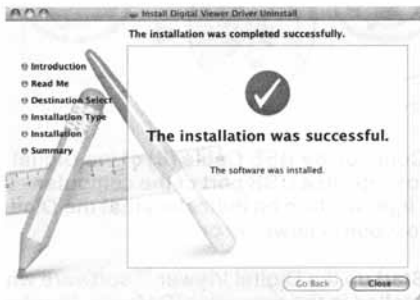 Install Digital Viewer Driver Uninstall
The installation was completed successfully.
Introduction
Read Me
Destination Select
Installation Type
Installation
Summary
The installation was successful.
The software was installed.
Go Back
Close